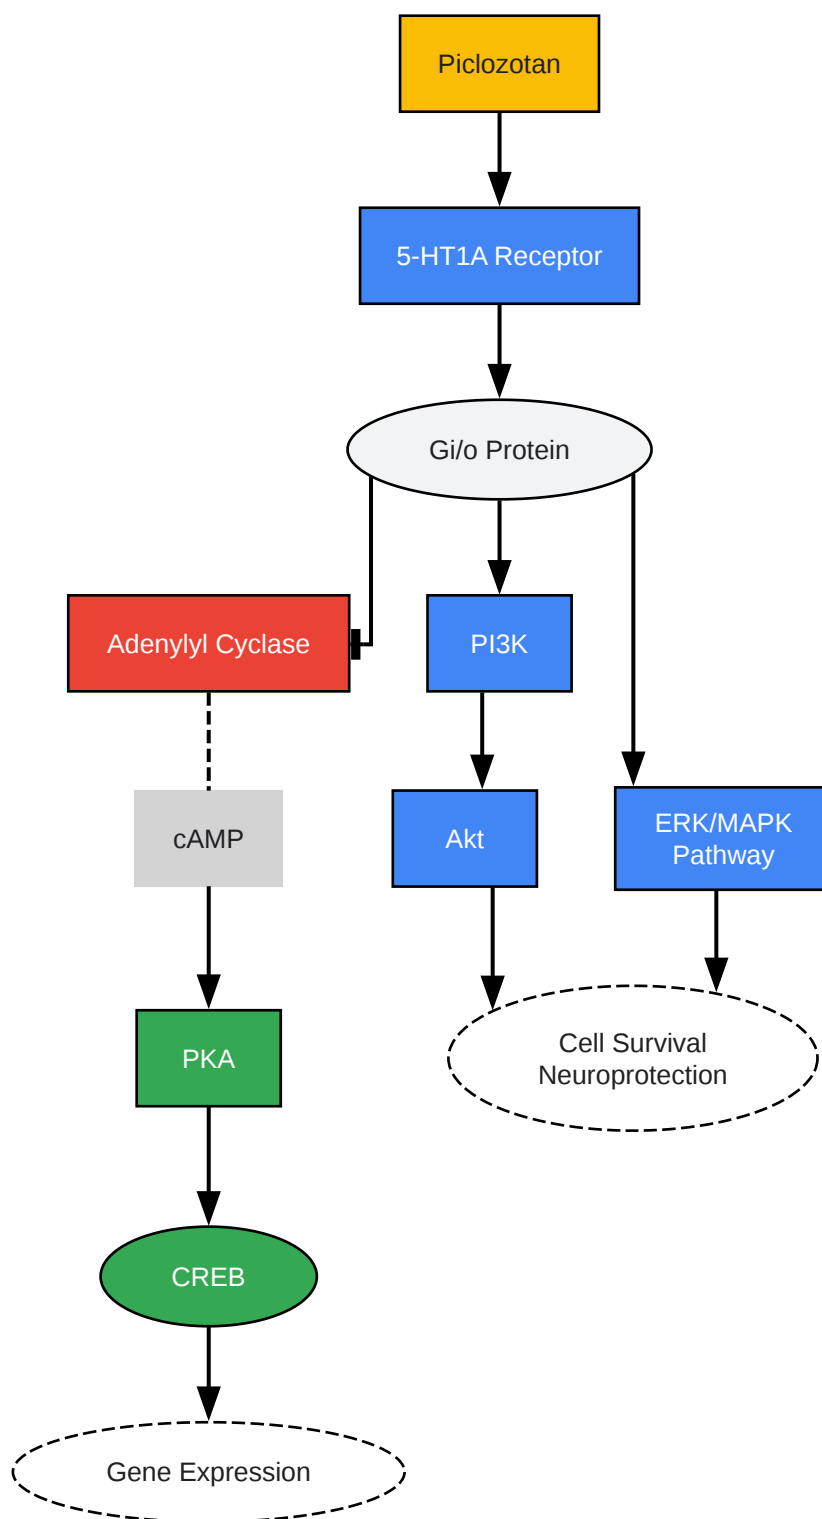 Piclozotan
5-HT1A Receptor
Gi/o Protein
Adenylyl Cyclase
PI3K
cAMP
Akt
ERK/MAPK
Pathway
PKA
Cell Survival
Neuroprotection
CREB
Gene Expression